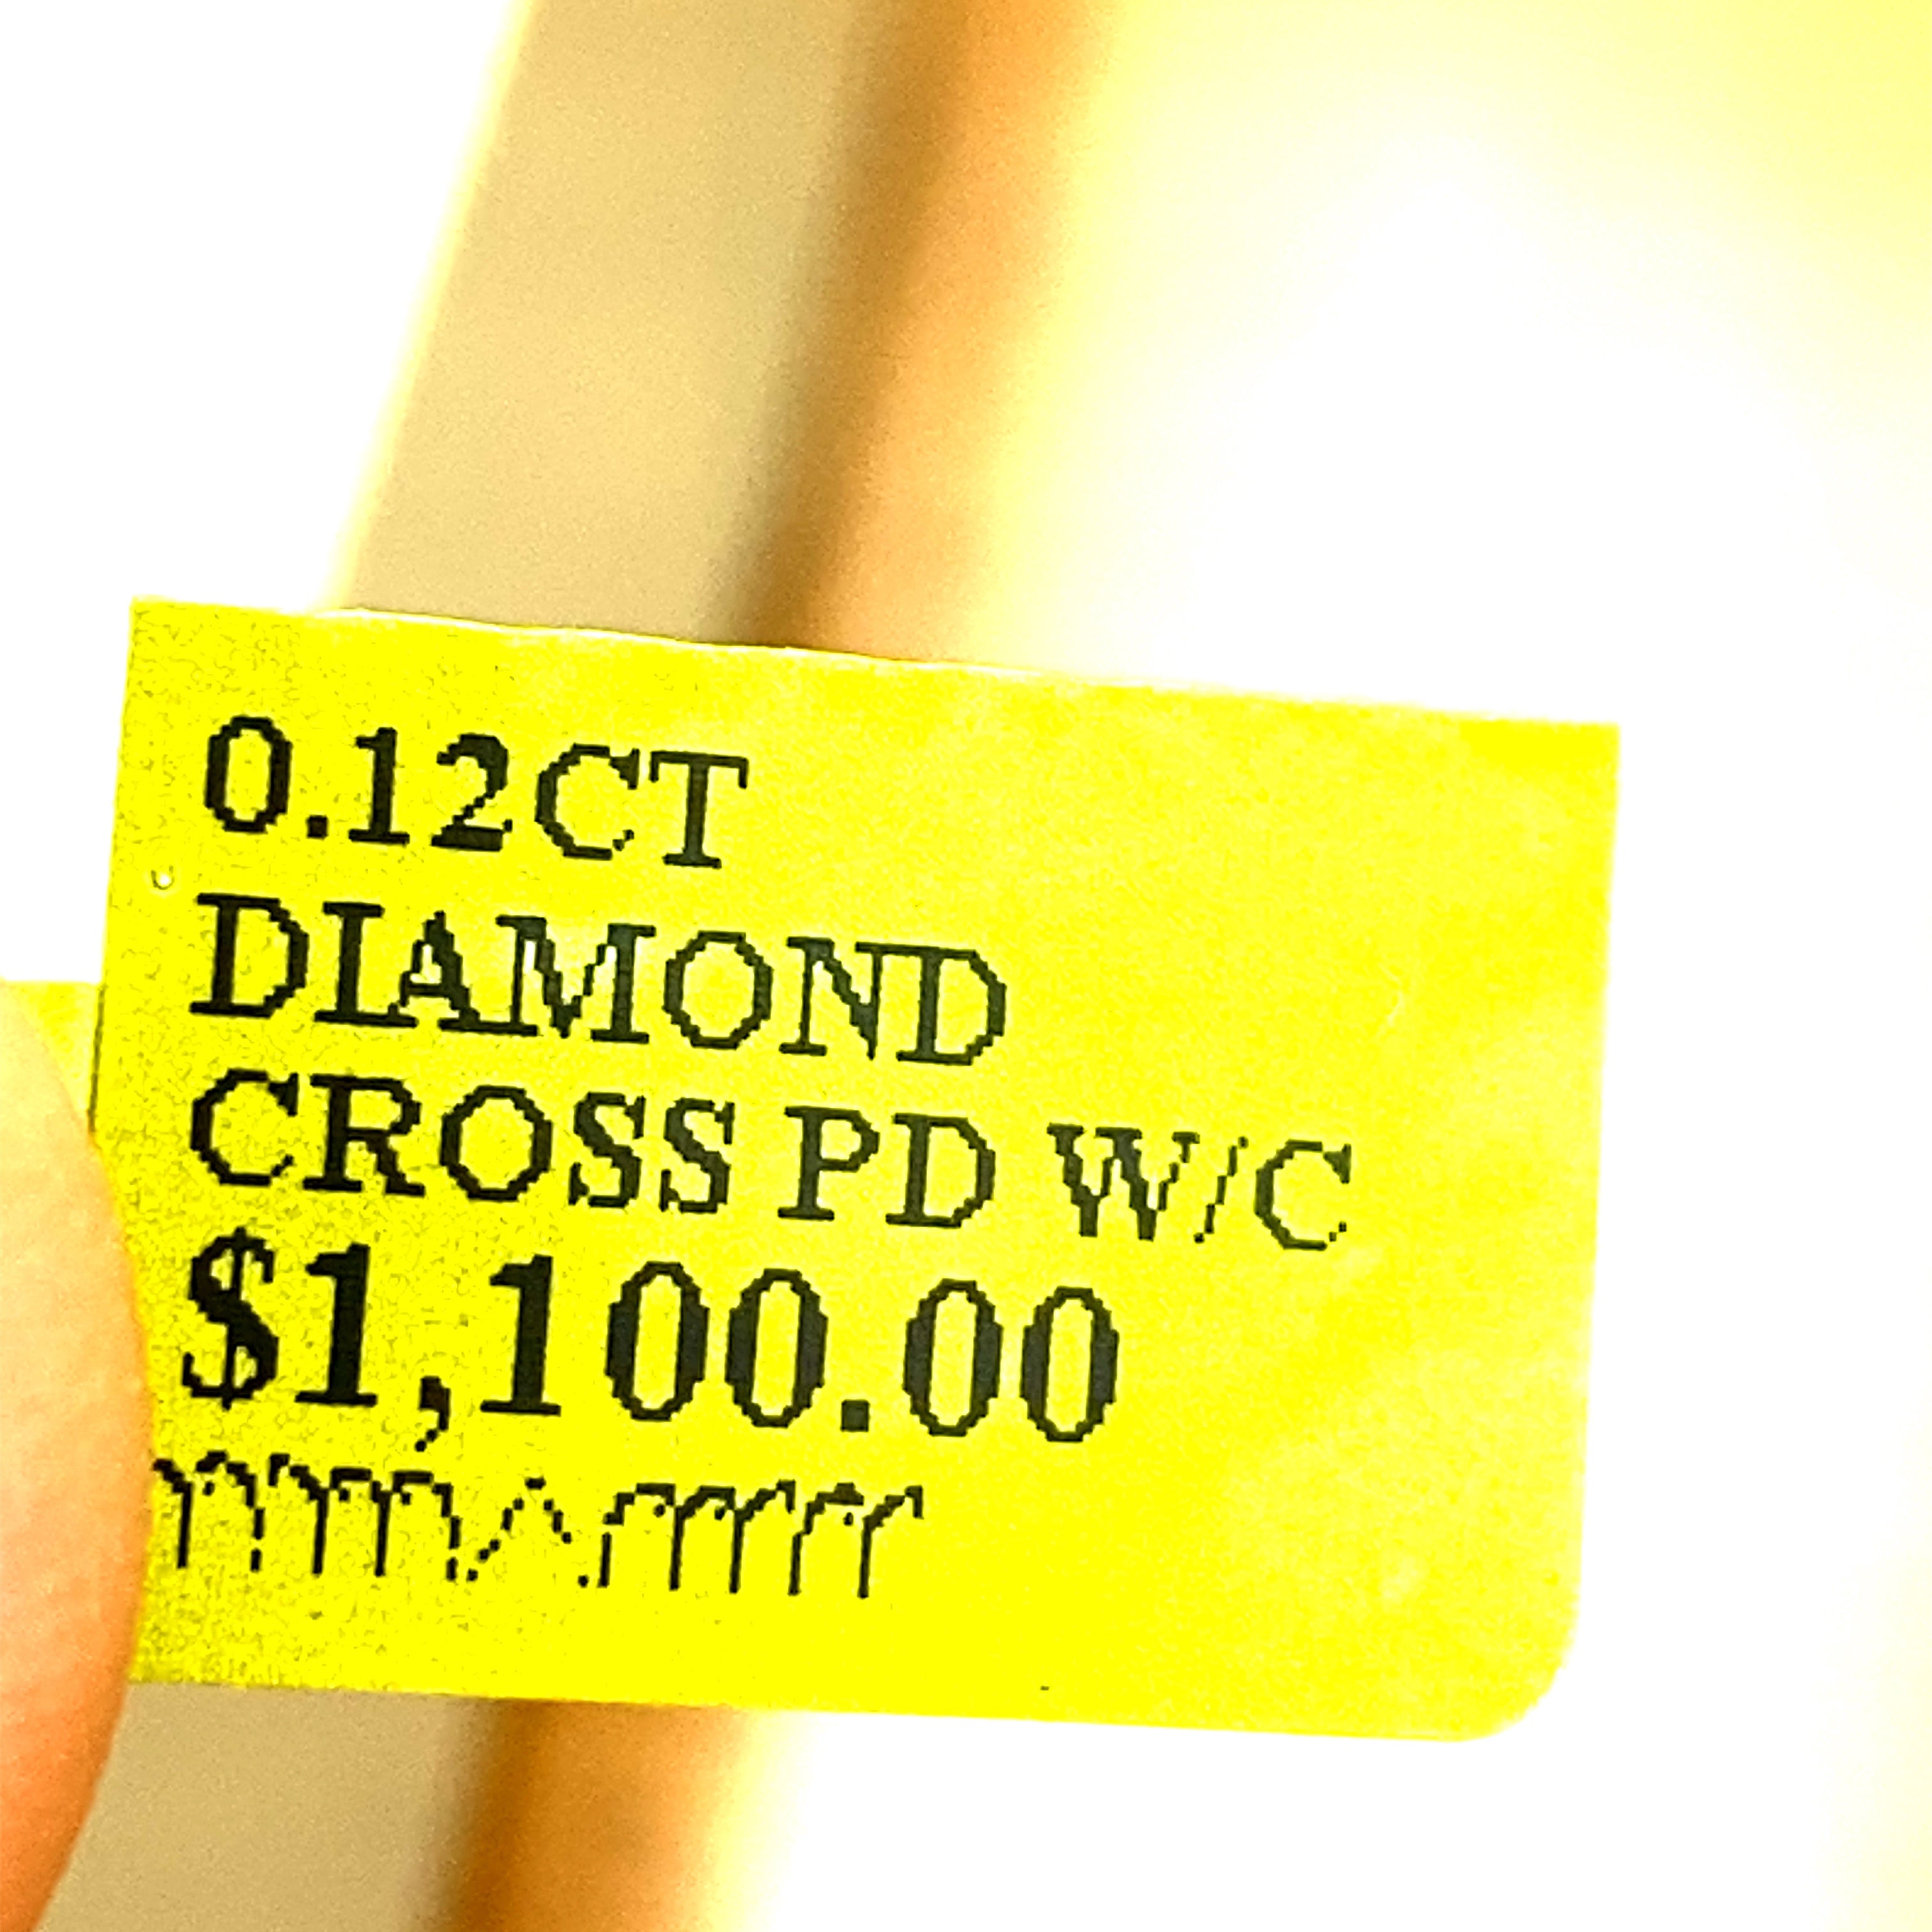 0.12CT
DIAMOND
CROSS PD W/C
$1,100.00